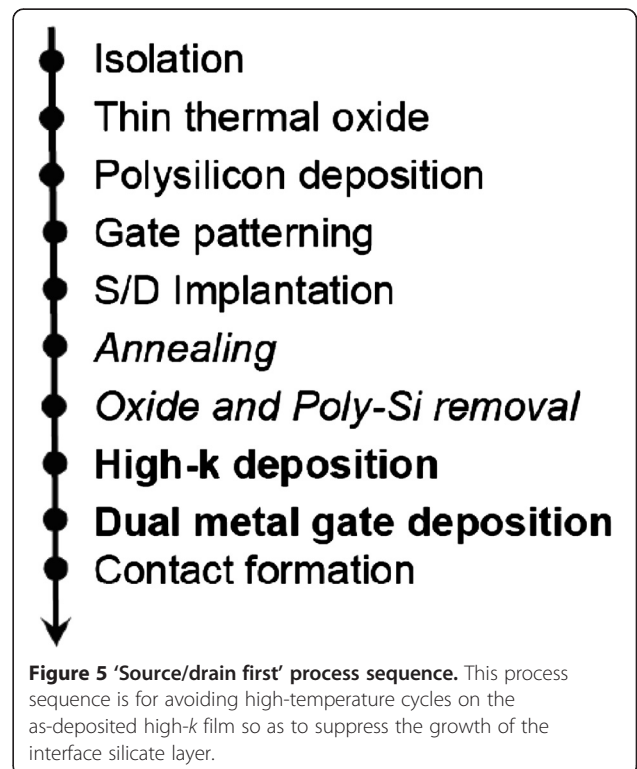 Isolation
Thin thermal oxide
Polysilicon deposition
Gate patterning
S/D Implantation
Annealing
Oxide and Poly-Si removal
High-k deposition
Dual metal gate deposition
Contact formation
Figure 5 ‘Source/drain first’ process sequence. This process
sequence is for avoiding high-temperature cycles on the
as-deposited high-k film so as to suppress the growth of the
interface silicate layer.